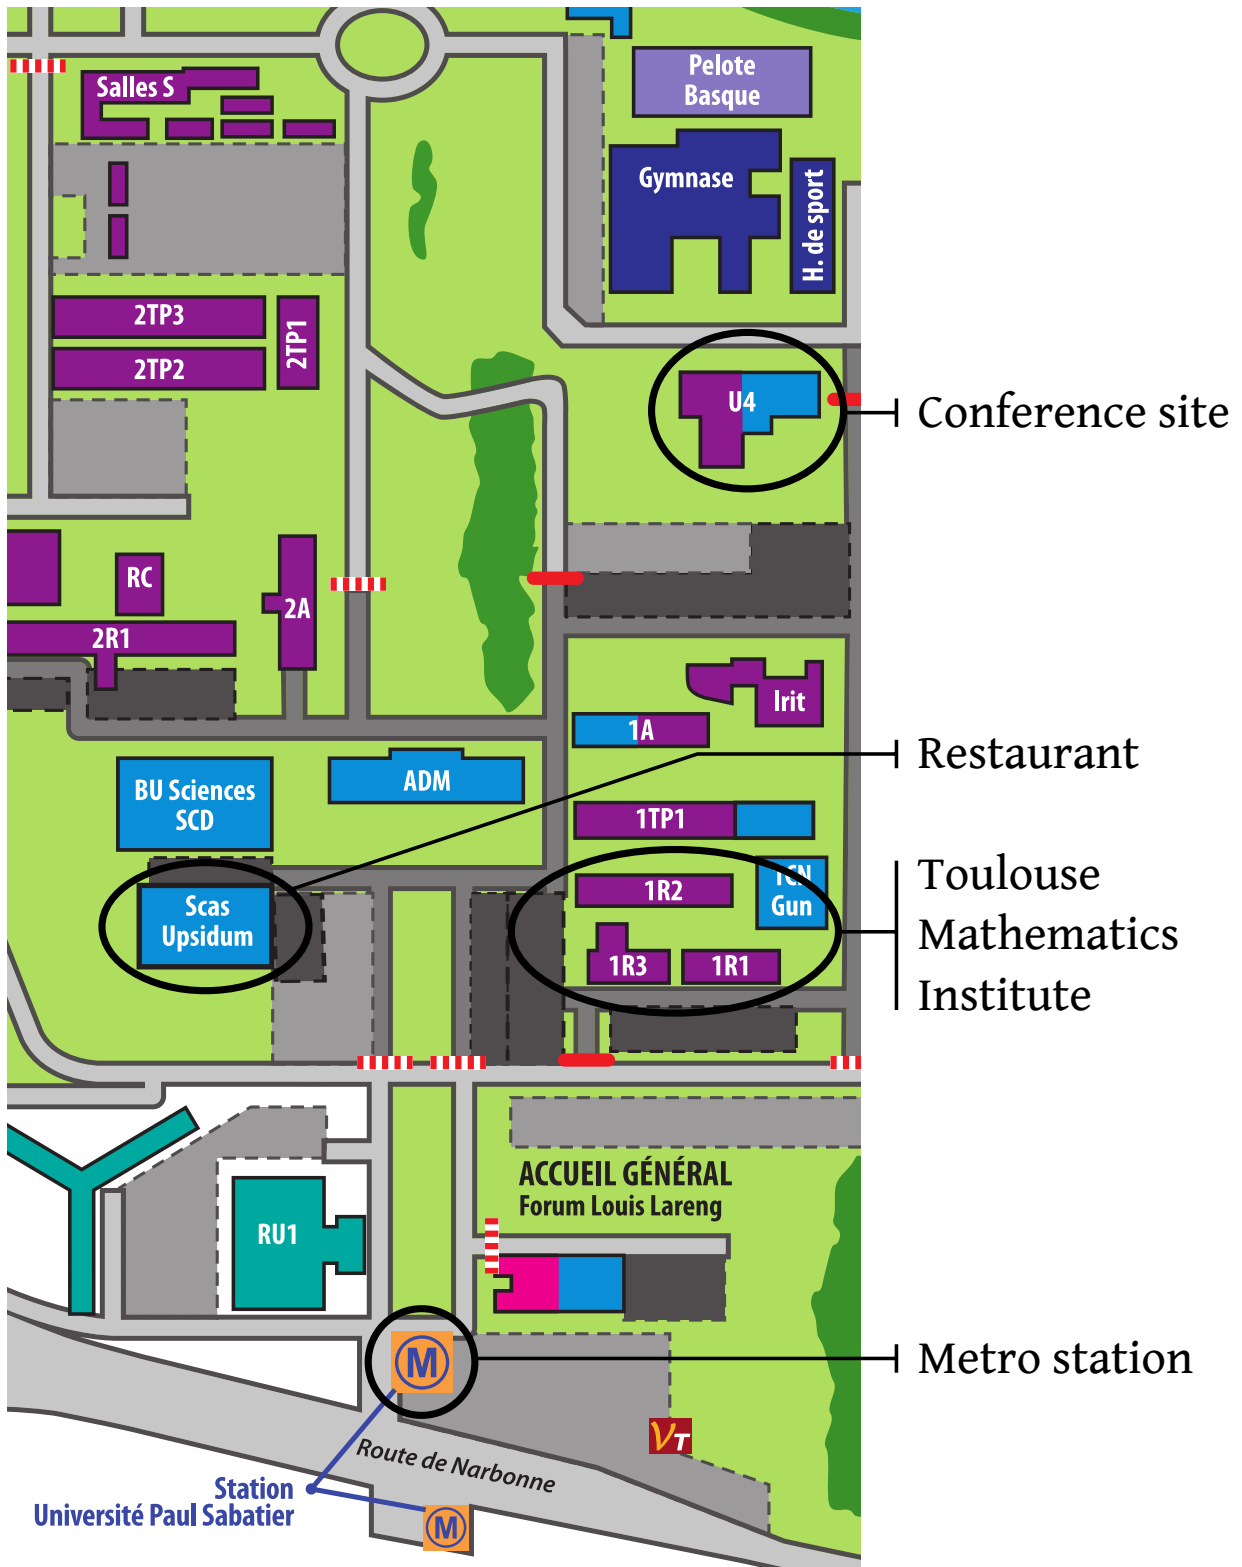 Salles S
Pelote
Basque
Gymnase
H. de sport
2TP3
2TP1
2TP2
U4
Conference site
RC
2A
2R1
Irit
1A
Restaurant
BU Sciences
SCD
ADM
1TP1
Toulouse
Mathematics
Institute
1R2
TCN
Gun
Scas
Upsidum
1R3
1R1
ACCUEIL GÉNÉRAL
Forum Louis Lareng
RU1
M
Metro station
VT
Route de Narbonne
Station
Université Paul Sabatier
M